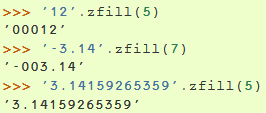 >>> '12'.zfill(5)
'00012'
>>> '-3.14'.zfill(7)
'-003.14'
>>> '3.14159265359'.zfill(5)
'3.14159265359'